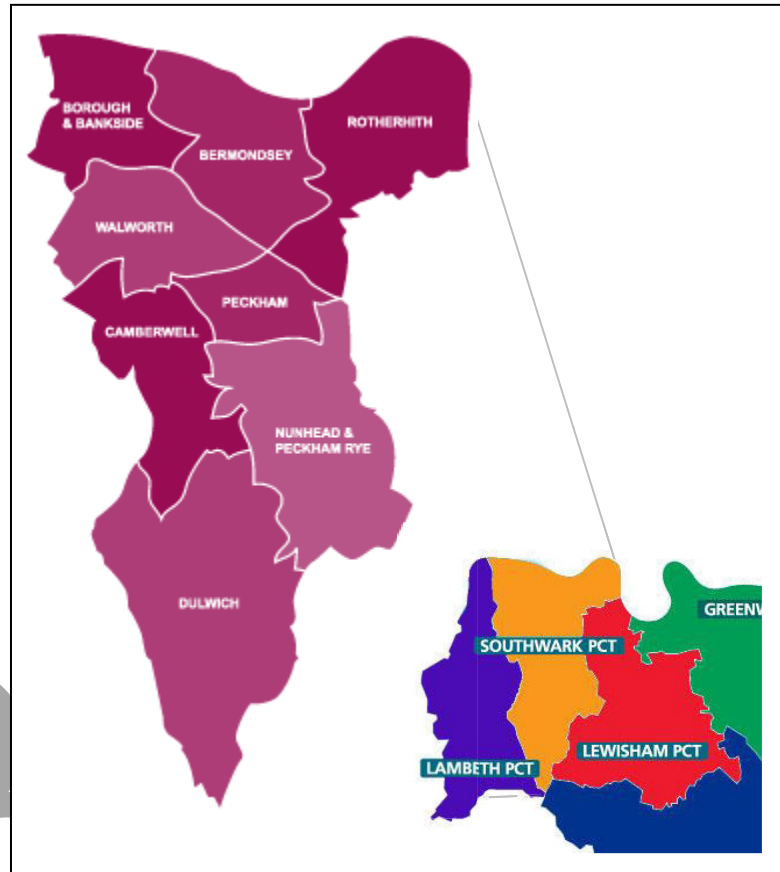 BOROUGH
& BANKSIDE
BERMONDSEY
ROTHERHITH
WALWORTH
PECKHAM
CAMBERWELL
NUNHEAD &
PECKHAM RYE
DULWICH
GREENW
SOUTHWARK PCT
LEWISHAM PCT
LAMBETH PCT